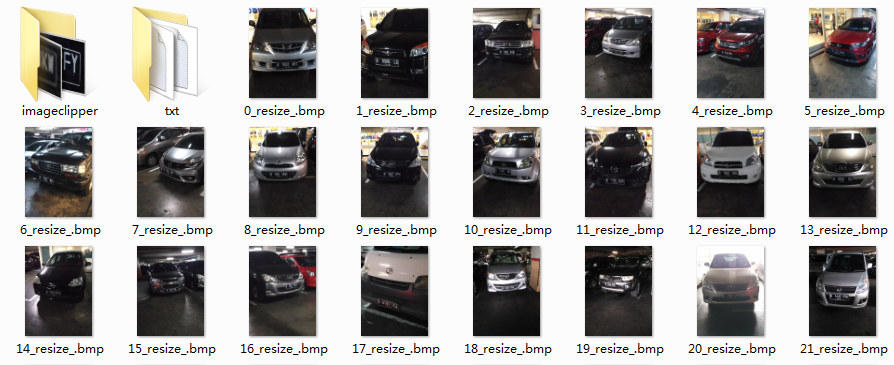 imageclipper txt 0_resize_.bmp 1_resize_.bmp 2_resize_.bmp 3_resize_.bmp 4_resize_.bmp 5_resize_.bmp
6_resize_.bmp 7_resize_.bmp 8_resize_.bmp 9_resize_.bmp 10_resize_.bmp 11_resize_.bmp 12_resize_.bmp 13_resize_.bmp
14_resize_.bmp 15_resize_.bmp 16_resize_.bmp 17_resize_.bmp 18_resize_.bmp 19_resize_.bmp 20_resize_.bmp 21_resize_.bmp